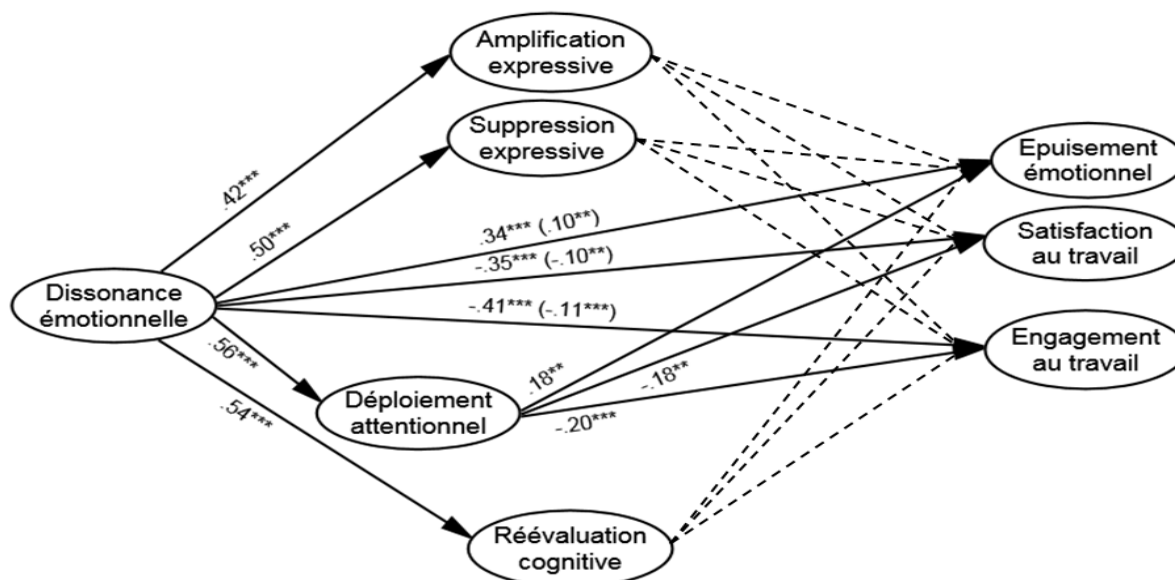 Amplification
expressive
Suppression
expressive
Epuisement
émotionnel
.42***
.50***
.34*** (.10**)
Satisfaction
au travail
-.35*** (-.10**)
Dissonance
émotionnelle
-.41*** (-.11***)
Engagement
au travail
.56***
.18**
-.18**
Déploiement
attentionnel
-.20***
.54***
Réévaluation
cognitive